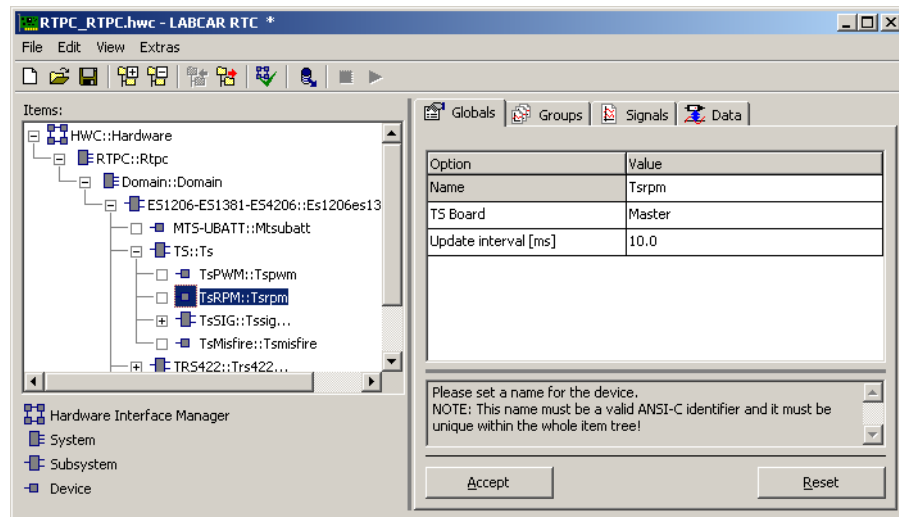 RTPC_RTPC.hwc - LABCAR RTC *
File Edit View Extras
Items:
HWC::Hardware
RTPC::Rtpc
Domain::Domain
ES1206-ES1381-ES4206::Es1206es13
MTS-UBATT::Mtsubatt
TS::Ts
TsPWM::Tspwm
TsRPM::Tsrpm
TsSIG::Tssig...
TsMisfire::Tsmisfire
TRS422::Trs422...
Hardware Interface Manager
System
Subsystem
Device
Globals Groups Signals Data
Option Value
Name Tsrpm
TS Board Master
Update interval [ms] 10.0
Please set a name for the device.
NOTE: This name must be a valid ANSI-C identifier and it must be
unique within the whole item tree!
Accept Reset